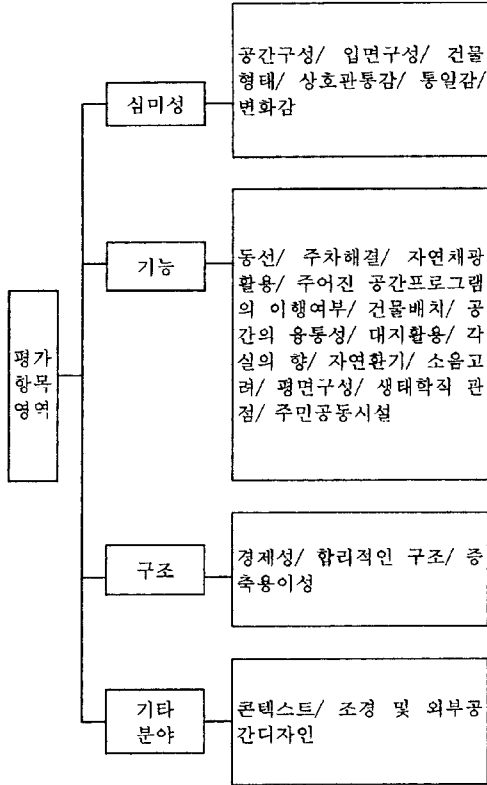 공간구성/ 입면구성/ 건물
형태/ 상호관통감/ 통일감/
변화감
심미성
동선/ 주차해결/ 자연채광
활용/ 주어진 공간프로그램
의 이행여부/ 건물배치/ 공
간의 융통성/ 대지활용/ 각
실의 향/ 자연환기/ 소음고
려/ 평면구성/ 생태학적 관
점/ 주민공동시설
기능
평가
항목
영역
구조
경제성/ 합리적인 구조/ 증
축용이성
기타
분야
콘텍스트/ 조경 및 외부공
간디자인